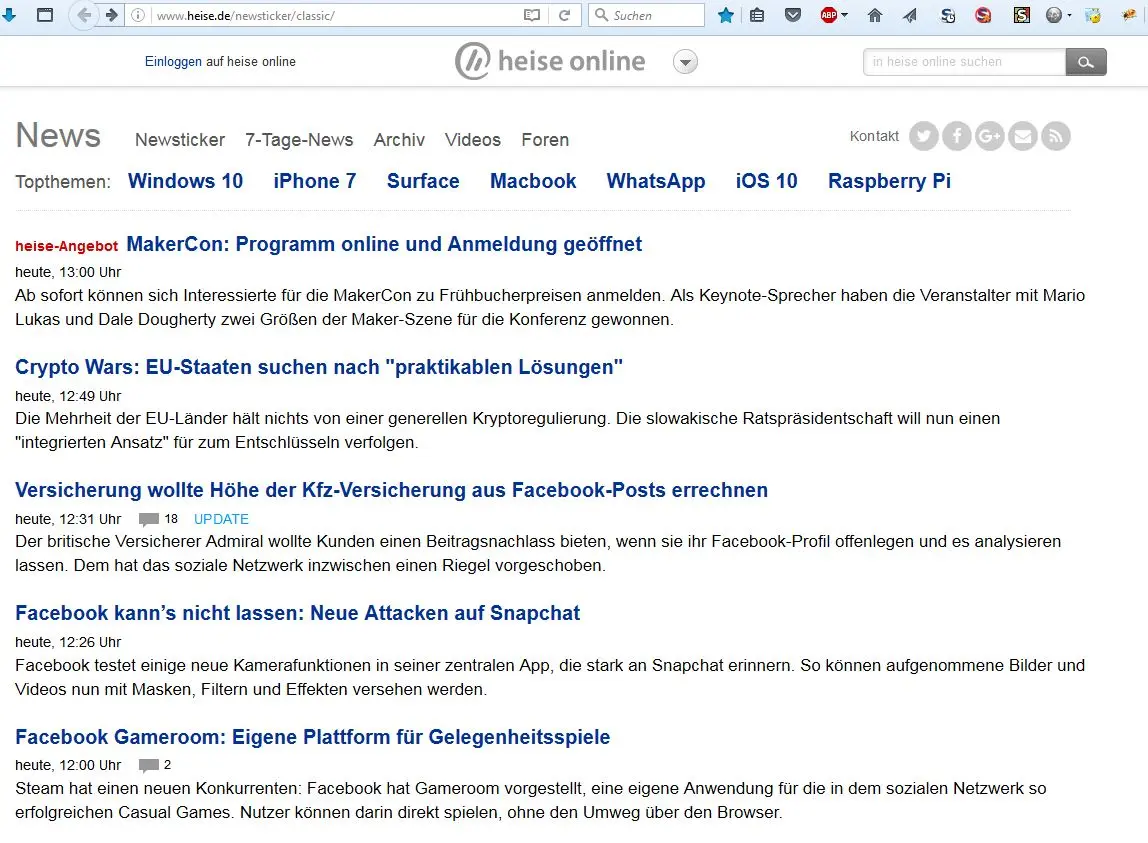 www.heise.de/newsticker/classic/
Suchen
ABP
Einloggen auf heise online
heise online
in heise online suchen
News
Newsticker 7-Tage-News Archiv Videos Foren
Kontakt
Topthemen: Windows 10 iPhone 7 Surface Macbook WhatsApp iOS 10 Raspberry Pi
heise-Angebot MakerCon: Programm online und Anmeldung geöffnet
heute, 13:00 Uhr
Ab sofort können sich Interessierte für die MakerCon zu Frühbucherpreisen anmelden. Als Keynote-Sprecher haben die Veranstalter mit Mario
Lukas und Dale Dougherty zwei Größen der Maker-Szene für die Konferenz gewonnen.
Crypto Wars: EU-Staaten suchen nach "praktikablen Lösungen"
heute, 12:49 Uhr
Die Mehrheit der EU-Länder hält nichts von einer generellen Kryptoregulierung. Die slowakische Ratspräsidentschaft will nun einen
"integrierten Ansatz" für zum Entschlüsseln verfolgen.
Versicherung wollte Höhe der Kfz-Versicherung aus Facebook-Posts errechnen
heute, 12:31 Uhr 18 UPDATE
Der britische Versicherer Admiral wollte Kunden einen Beitragsnachlass bieten, wenn sie ihr Facebook-Profil offenlegen und es analysieren
lassen. Dem hat das soziale Netzwerk inzwischen einen Riegel vorgeschoben.
Facebook kann’s nicht lassen: Neue Attacken auf Snapchat
heute, 12:26 Uhr
Facebook testet einige neue Kamerafunktionen in seiner zentralen App, die stark an Snapchat erinnern. So können aufgenommene Bilder und
Videos nun mit Masken, Filtern und Effekten versehen werden.
Facebook Gameroom: Eigene Plattform für Gelegenheitsspiele
heute, 12:00 Uhr 2
Steam hat einen neuen Konkurrenten: Facebook hat Gameroom vorgestellt, eine eigene Anwendung für die in dem sozialen Netzwerk so
erfolgreichen Casual Games. Nutzer können darin direkt spielen, ohne den Umweg über den Browser.